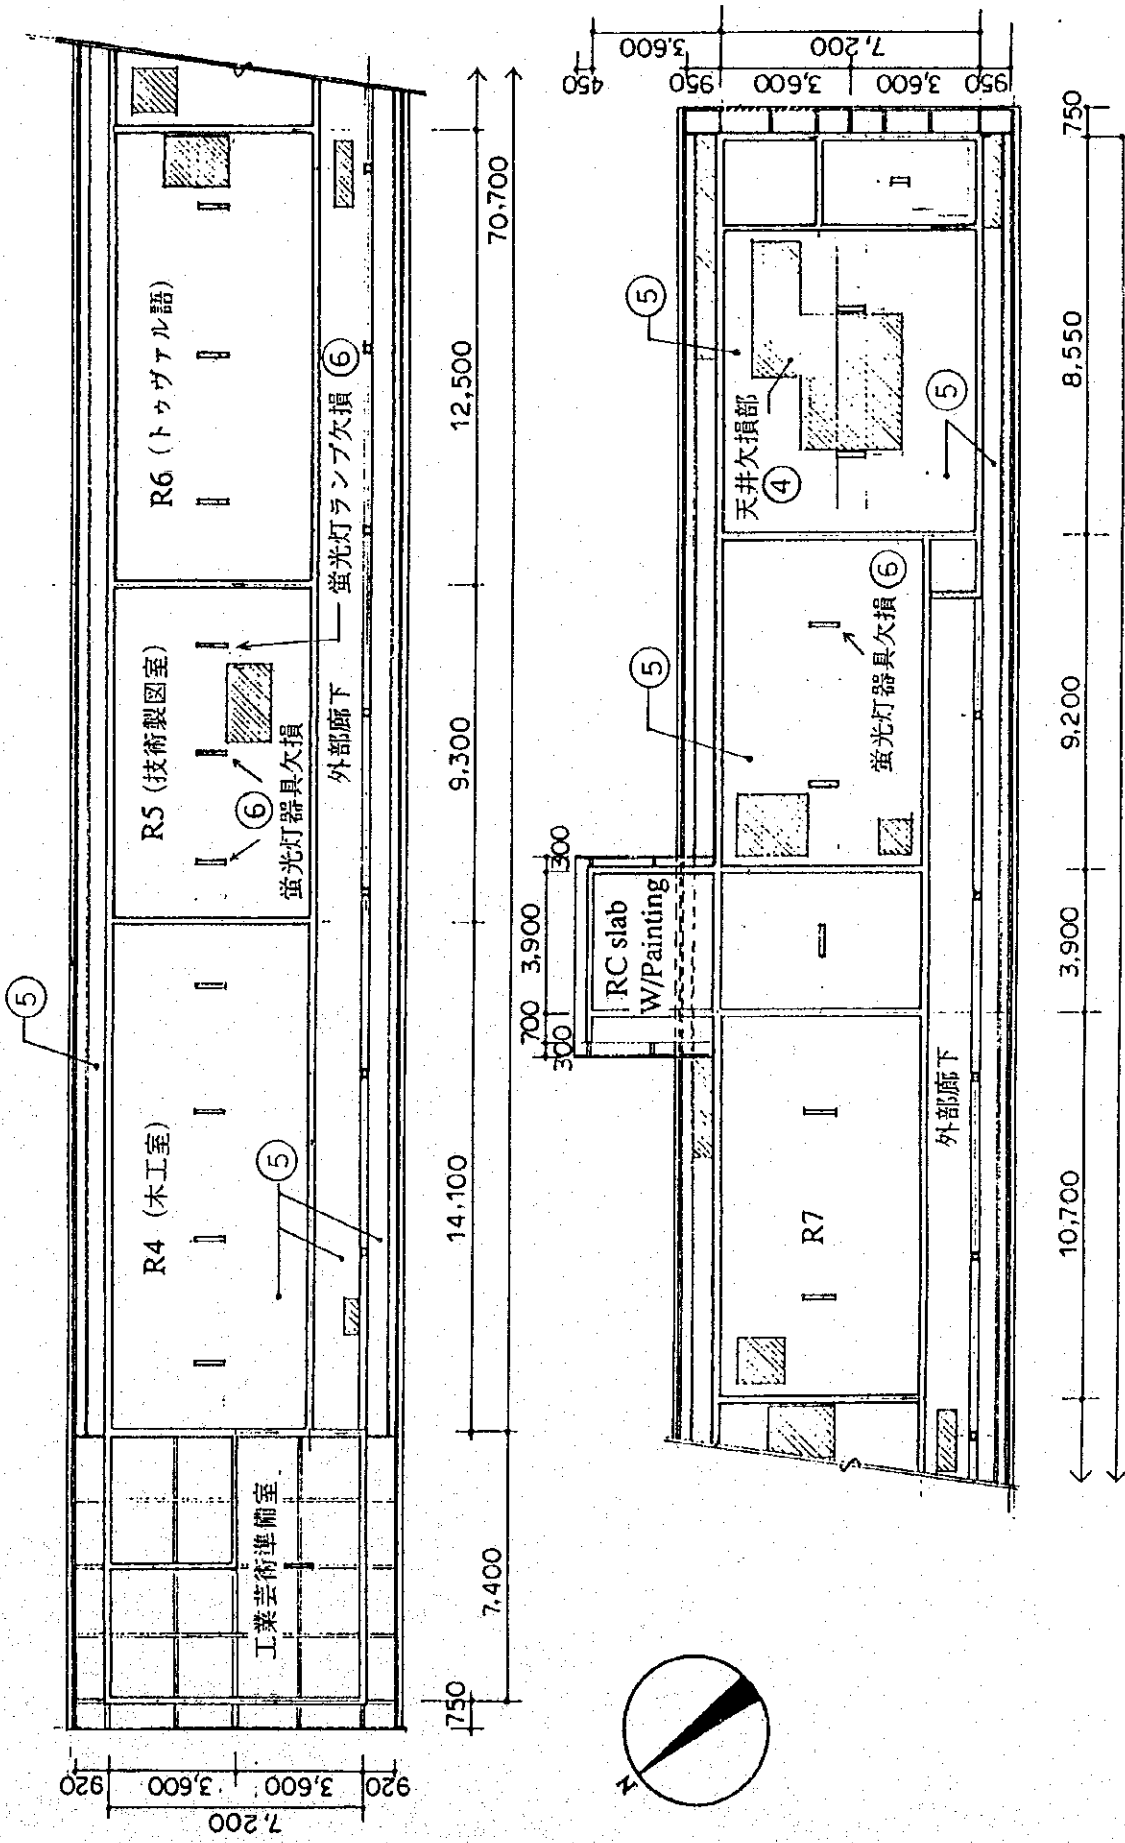 R4 (木工室)
R5 (技術製図室)
R6 (トゥヴァル語)
工業芸術準備室
外部廊下
蛍光灯器具欠損
⑥
蛍光灯ランプ欠損 ⑥
⑤
⑤
750
7,400
14,100
9,300
12,500
70,700
920
3,600
3,600
920
7,200
N
R7
外部廊下
RC slab
W/Painting
蛍光灯器具欠損 ⑥
天井欠損部
④
⑤
⑤
⑤
300
700
3,900
300
450
3,600
950
3,600
3,600
950
7,200
10,700
3,900
9,200
8,550
750